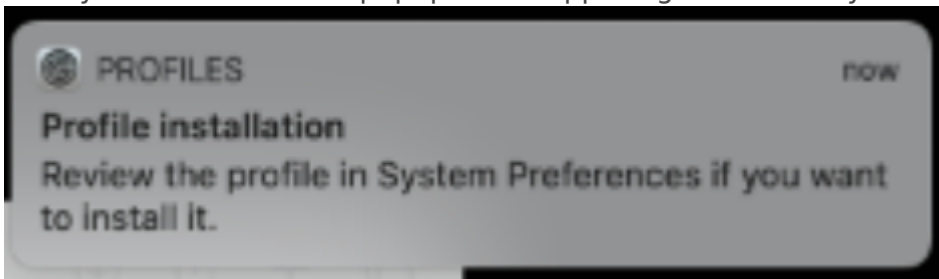 PROFILES
now
Profile installation
Review the profile in System Preferences if you want
to install it.